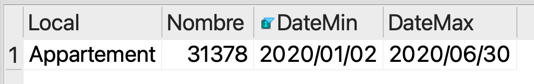 Local Nombre DateMin DateMax
1 Appartement 31378 2020/01/02 2020/06/30